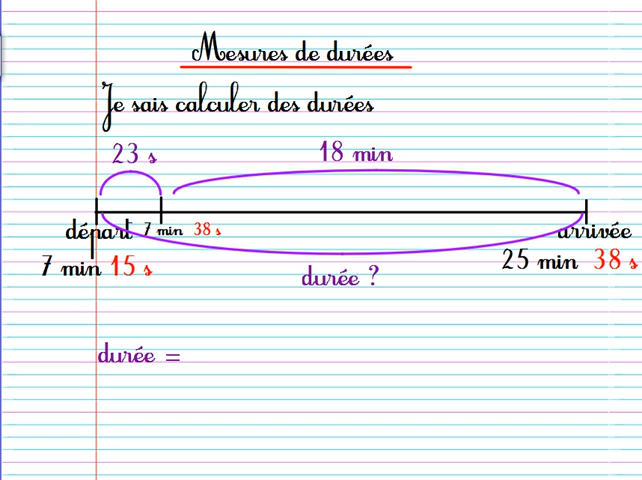 Mesures de durées
Je sais calculer des durées
23 s 18 min
départ 7 min 38 s arrivée
7 min 15 s 25 min 38 s
durée ?
durée =